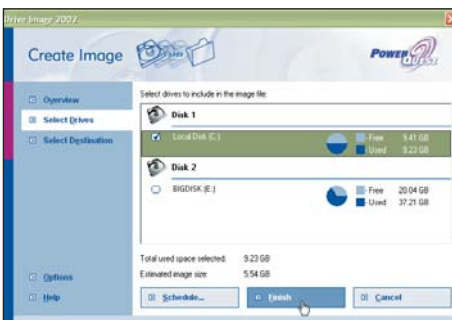 Drive Image 2002
Create Image
POWERQUEST
Overview
Select Drives
Select Destination
Options
Help
Select drives to include in the image file:
Disk 1
Local Disk (C:)
Free 9.41 GB
Used 9.23 GB
Disk 2
BIGDISK (E:)
Free 20.04 GB
Used 37.21 GB
Total used space selected: 9.23 GB
Estimated image size: 5.54 GB
Schedule...
Finish
Cancel